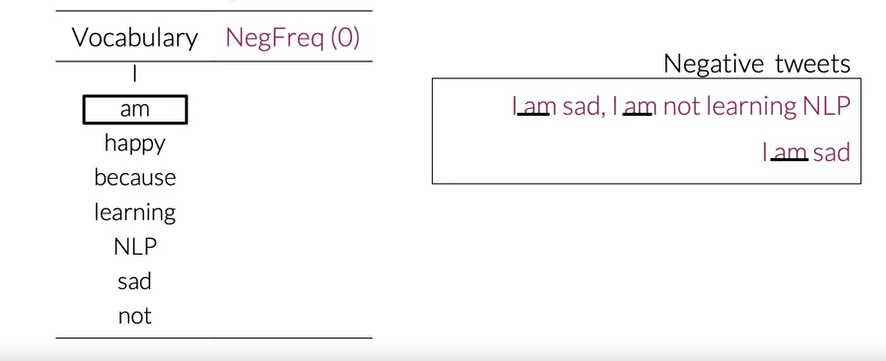 Vocabulary NegFreq (0)
I
am
happy
because
learning
NLP
sad
not
Negative tweets
I am sad, I am not learning NLP
I am sad